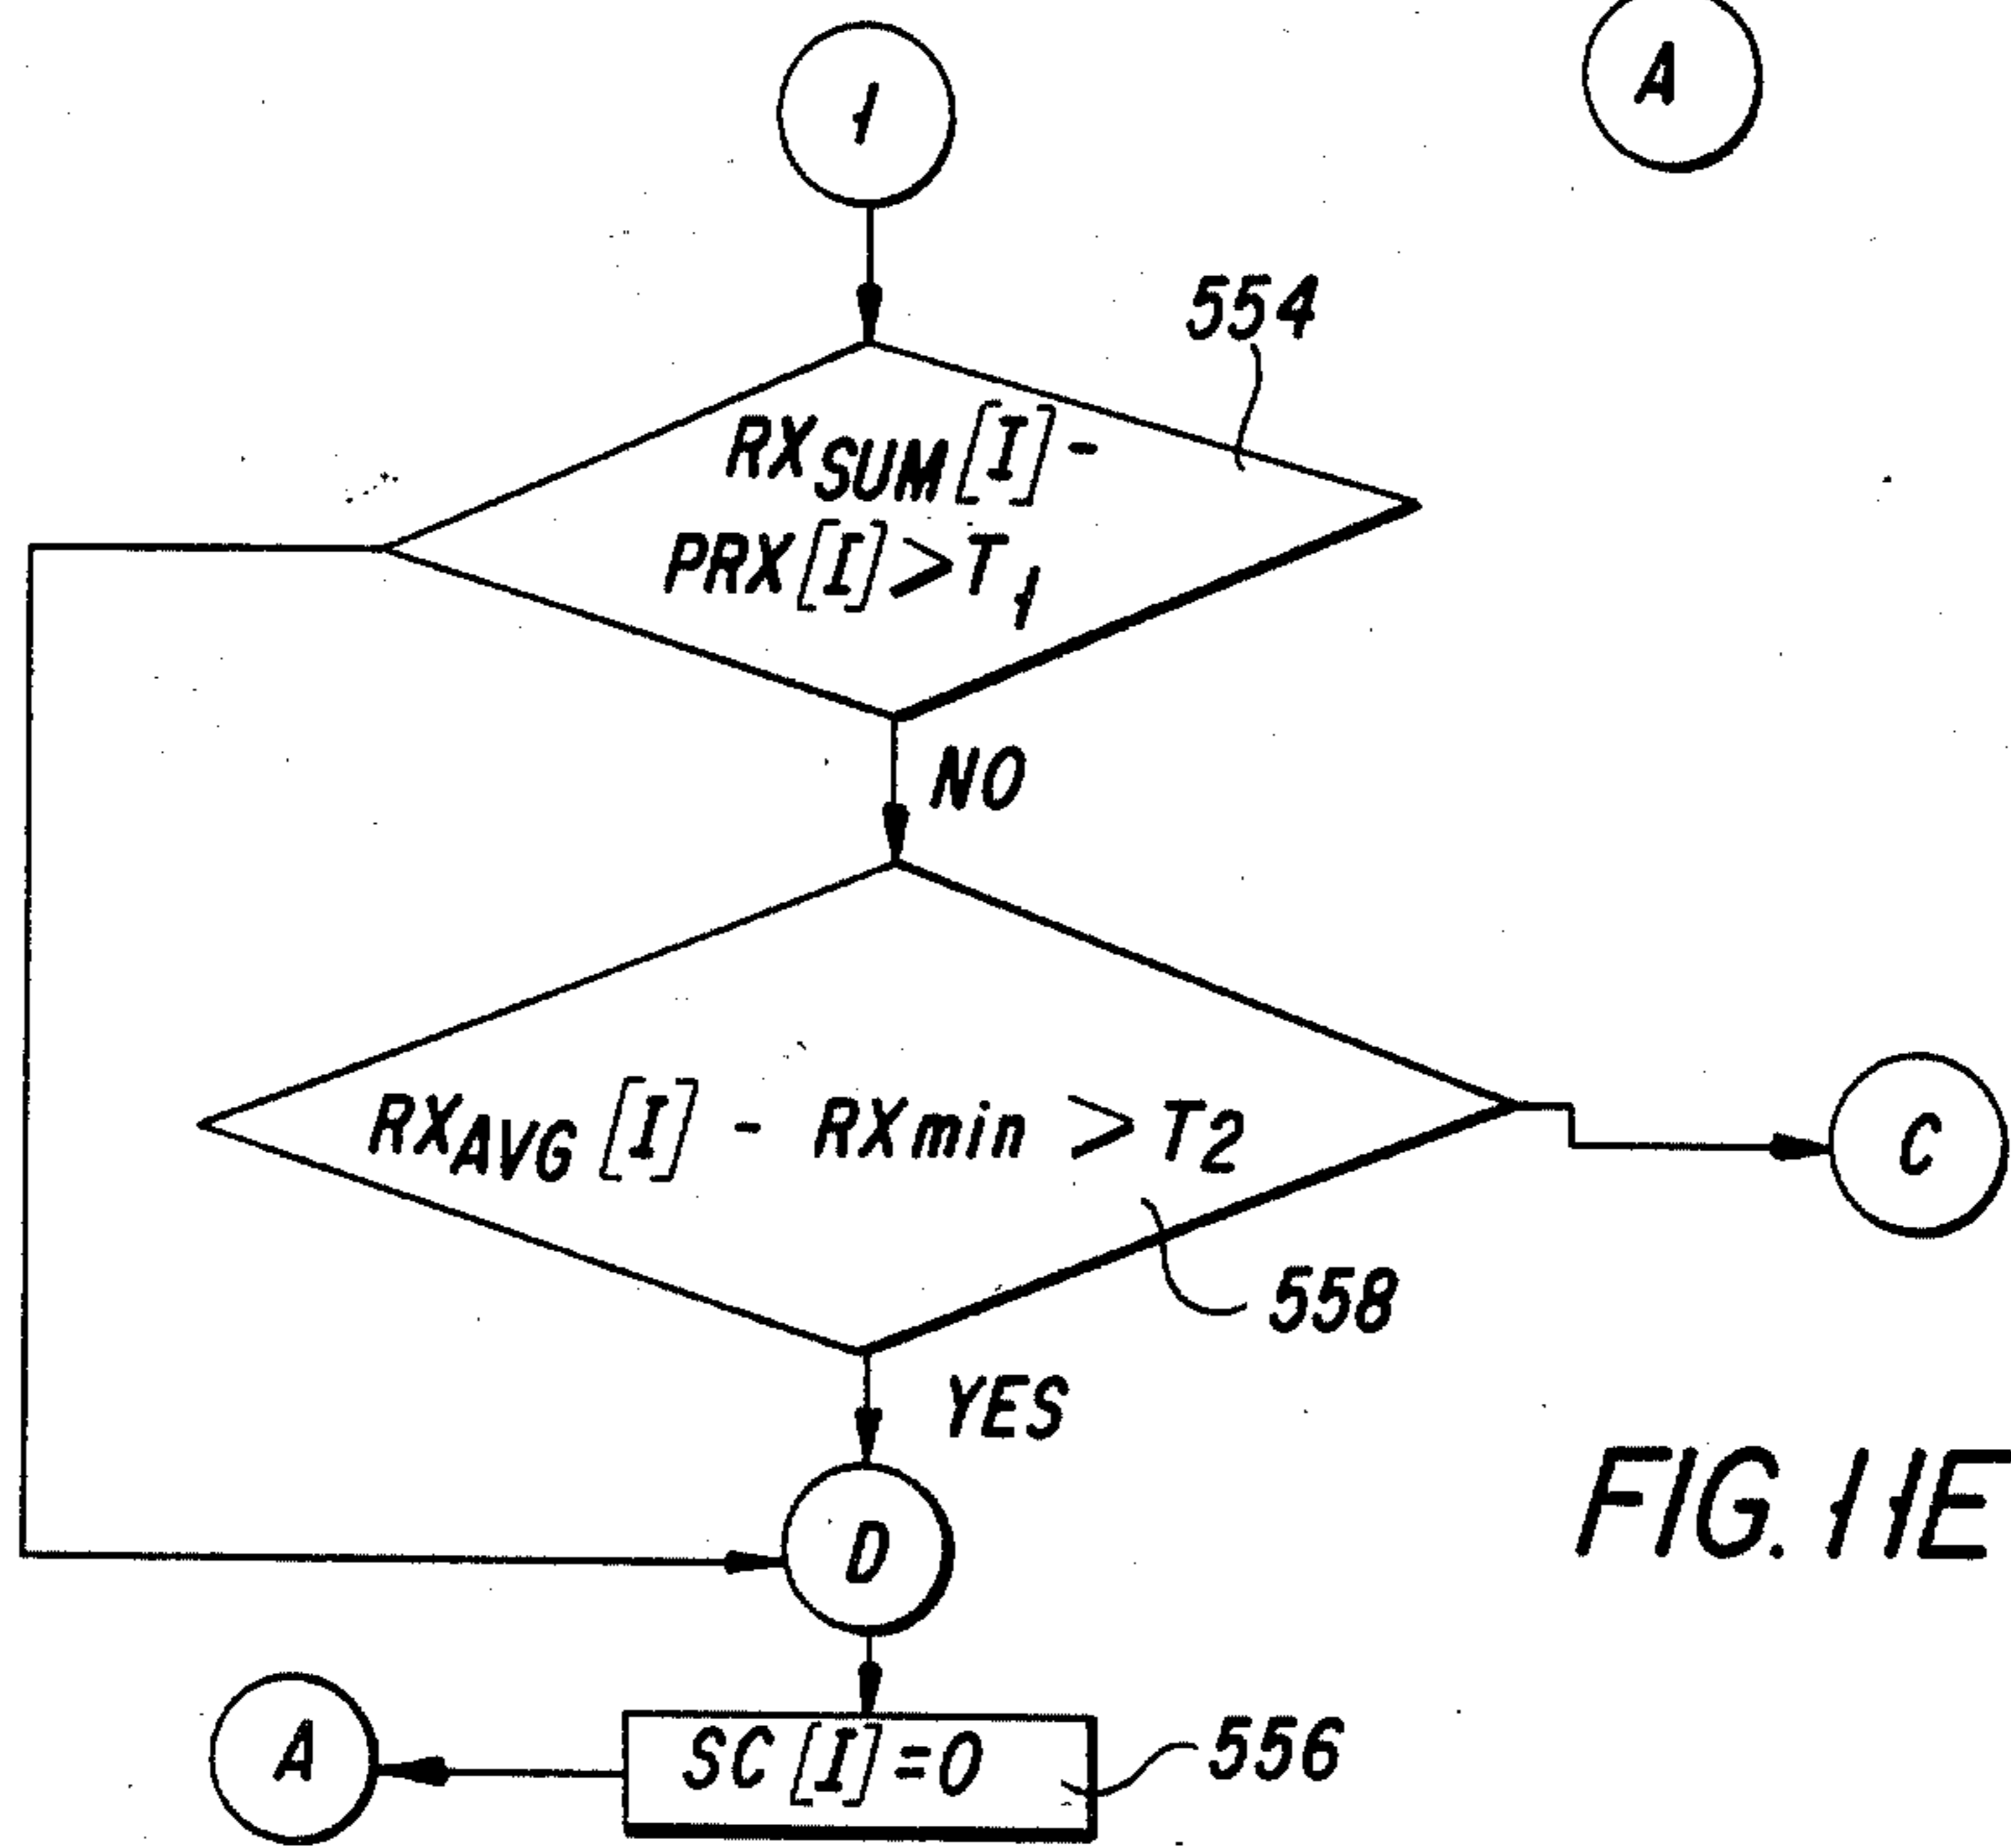 A
1
554
RXSUM[I]-
PRX[I]>T1
NO
RXAVG[I] - RXmin >T2
C
558
YES
FIG. 11E
D
A
SC[I]=0
556